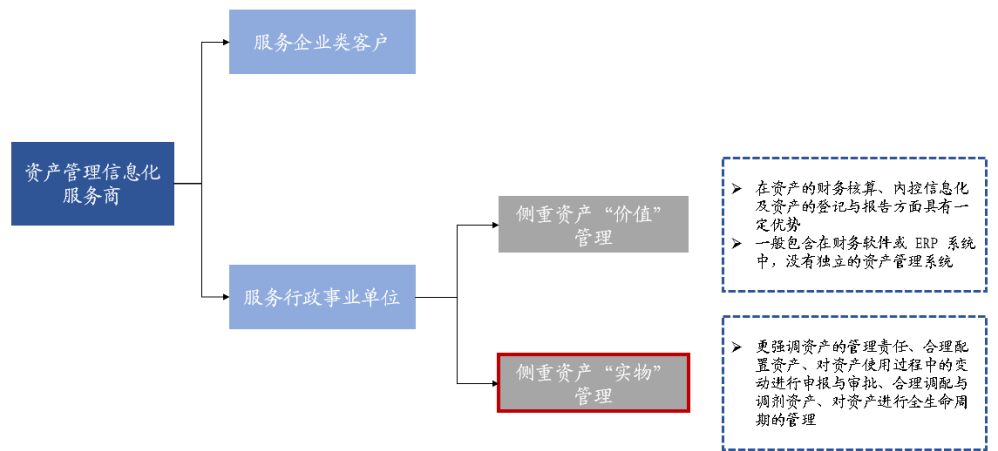 服务企业类客户
资产管理信息化
服务商
侧重资产“价值”
管理
➢ 在资产的财务核算、内控信息化
及资产的登记与报告方面具有一
定优势
➢ 一般包含在财务软件或 ERP 系统
中，没有独立的资产管理系统
服务行政事业单位
侧重资产“实物”
管理
➢ 更强调资产的管理责任、合理配
置资产、对资产使用过程中的变
动进行申报与审批、合理调配与
调剂资产、对资产进行全生命周
期的管理